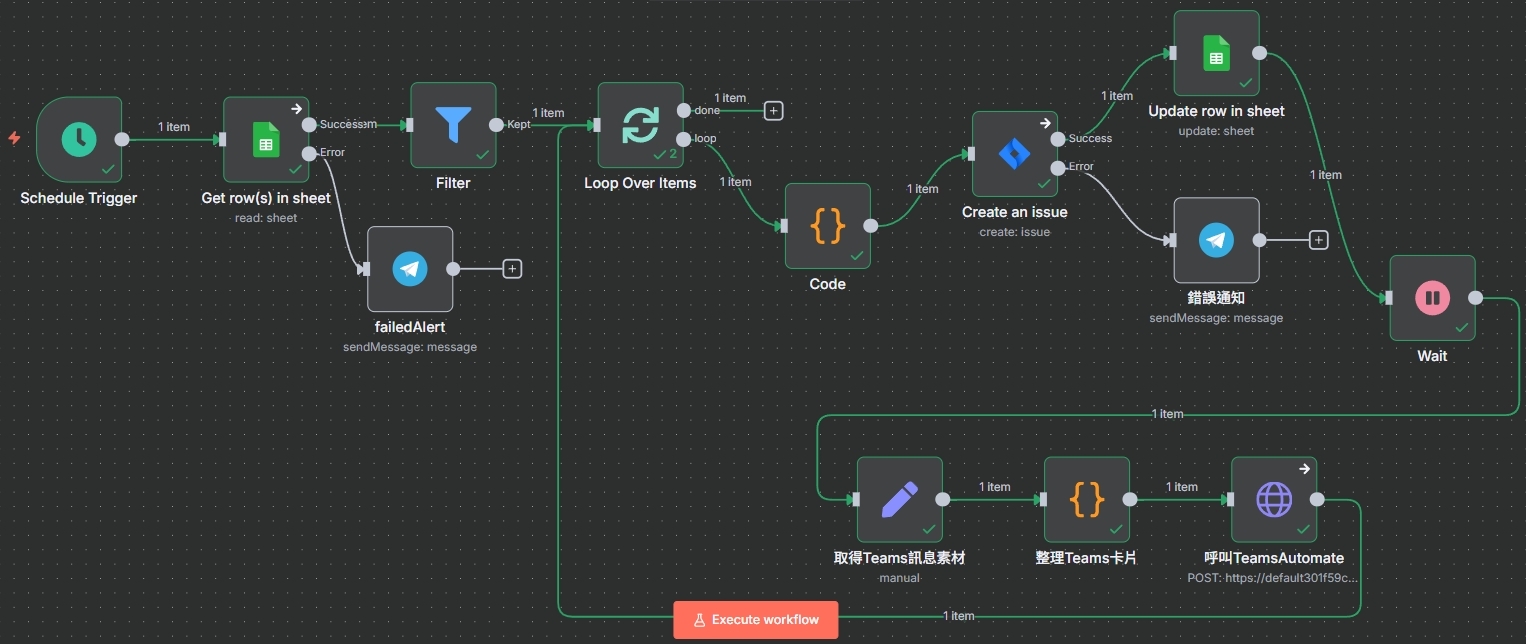 Schedule Trigger
1 item
Get row(s) in sheet
read: sheet
Success
Error
failedAlert
sendMessage: message
Filter
Kept
1 item
Loop Over Items
2
done
1 item
loop
1 item
Code
1 item
Create an issue
create: issue
Success
Error
1 item
Update row in sheet
update: sheet
錯誤通知
sendMessage: message
1 item
Wait
1 item
取得Teams訊息素材
manual
1 item
整理Teams卡片
1 item
呼叫TeamsAutomate
POST: https://default301f59c...
1 item
Execute workflow